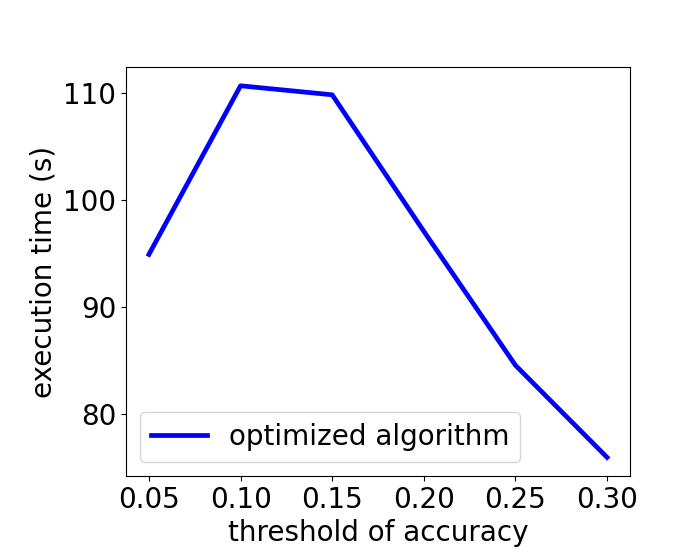 110
100
90
80
execution time (s)
optimized algorithm
0.05 0.10 0.15 0.20 0.25 0.30
threshold of accuracy